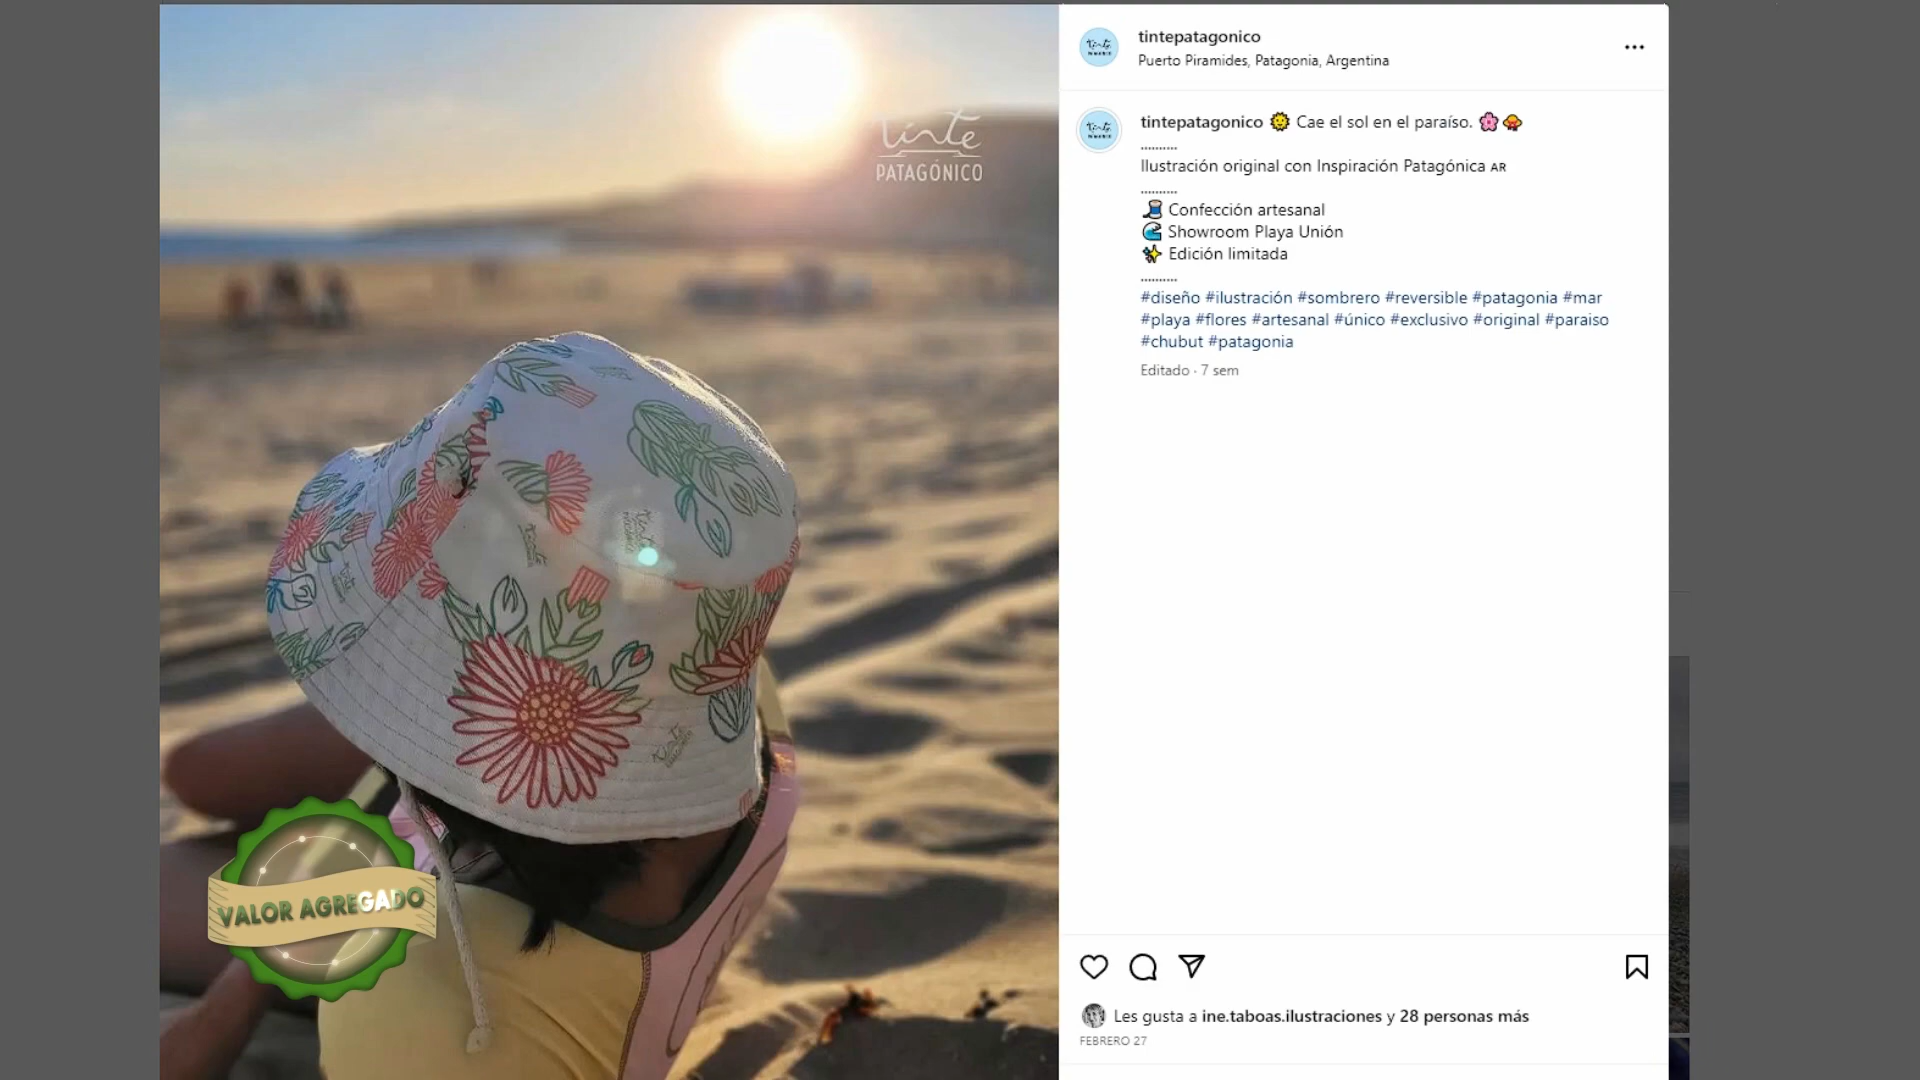 tinte
PATAGÓNICO
VALOR AGREGADO
tintepatagonico
Puerto Piramides, Patagonia, Argentina
tintepatagonico 🌞 Cae el sol en el paraíso. 🌸🍄
..........
Ilustración original con Inspiración Patagónica AR
..........
🧵 Confección artesanal
🌊 Showroom Playa Unión
✨ Edición limitada
..........
#diseño #ilustración #sombrero #reversible #patagonia #mar
#playa #flores #artesanal #único #exclusivo #original #paraiso
#chubut #patagonia
Editado · 7 sem
Les gusta a ine.taboas.ilustraciones y 28 personas más
FEBRERO 27